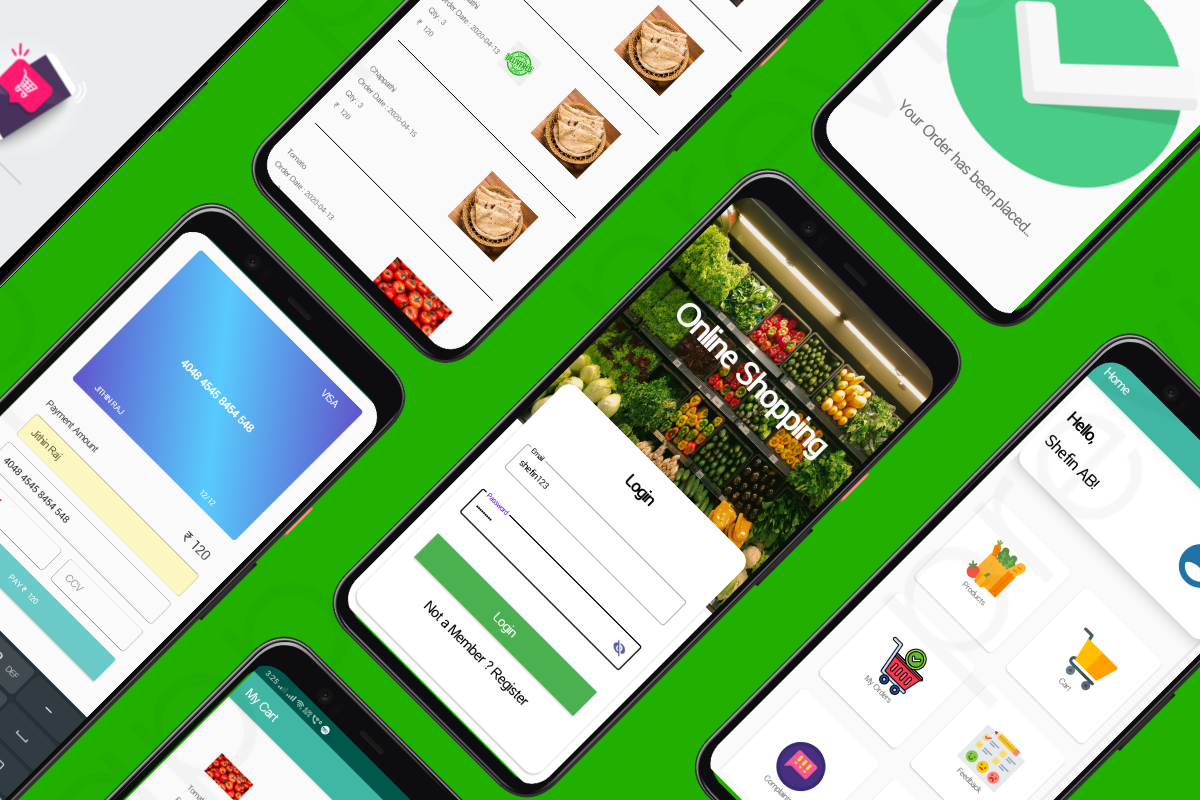 Qty : 3
₹ 120
Order Date : 2020-04-13
DELIVERED
Chappathi
Order Date : 2020-04-15
Qty : 3
₹ 120
Tomato
Order Date : 2020-04-13
Your Order has been placed..
VISA
4048 4545 8454 548
JITHIN RAJ
12/12
Payment Amount
₹ 120
Jithin Raj
4048 4545 8454 548
CCV
PAY ₹ 120
DEF
Online Shopping
Login
Email
shefin123
Password
Login
Not a Member ? Register
Home
Hello,
Shefin AB!
Products
Cart
My Orders
Feedback
3:25
My Cart
Tomato